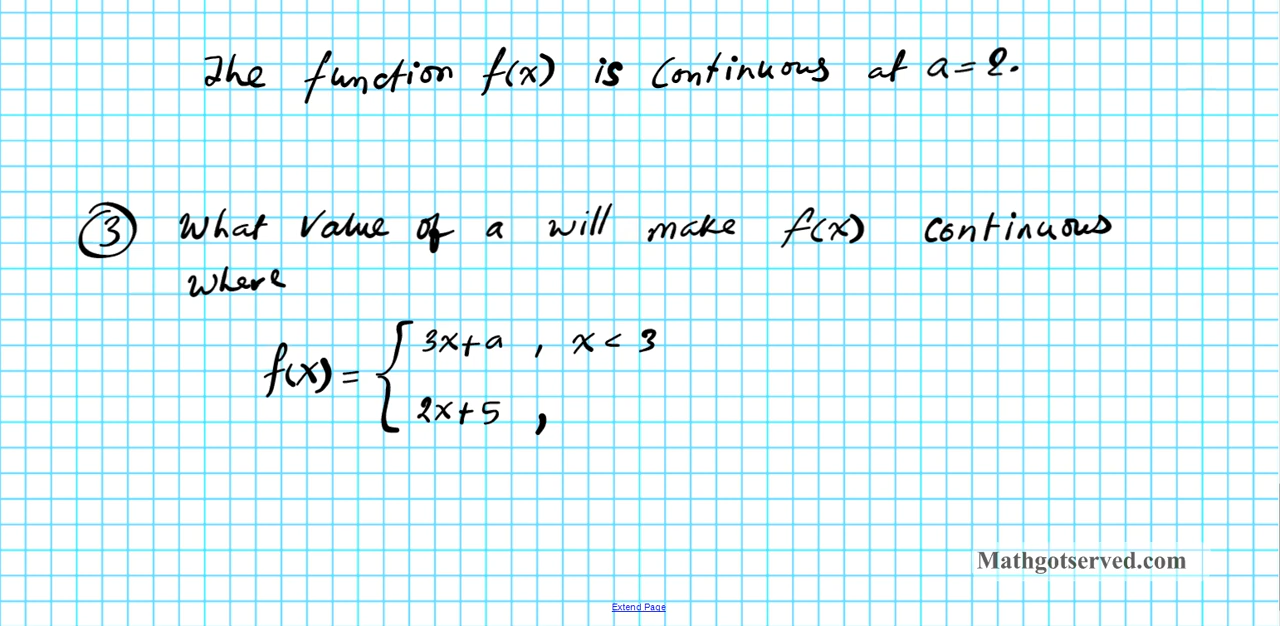 The function f(x) is continuous at a=2.
③ What value of a will make f(x) continuous
where
f(x) = { 3x+a , x < 3
2x+5 ,
Mathgotserved.com
Extend Page